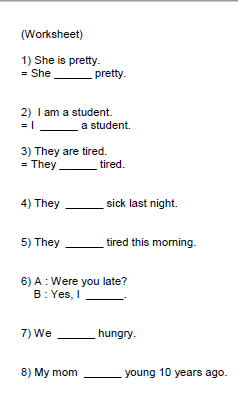 (Worksheet)
1) She is pretty.
= She ______ pretty.
2) I am a student.
= I ______ a student.
3) They are tired.
= They ______ tired.
4) They ______ sick last night.
5) They ______ tired this morning.
6) A : Were you late?
B : Yes, I ______.
7) We ______ hungry.
8) My mom ______ young 10 years ago.